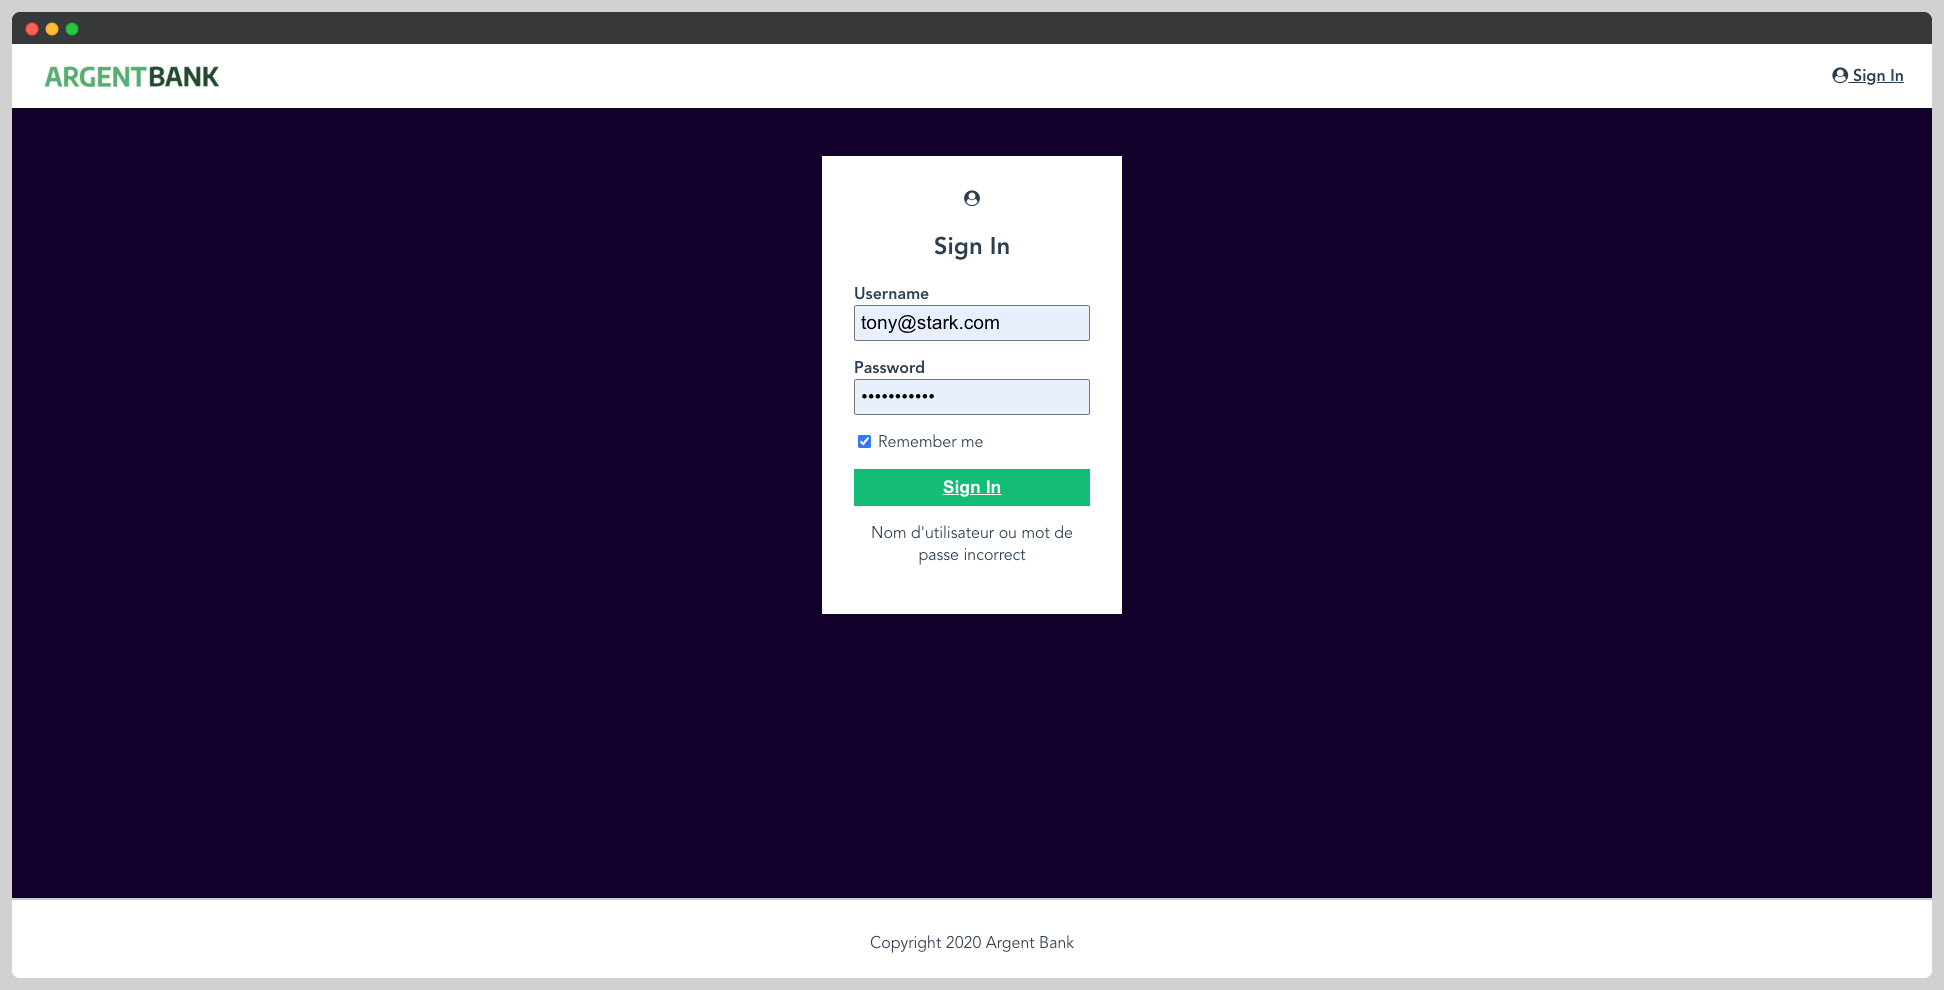 ARGENTBANK
Sign In
Sign In
Username
tony@stark.com
Password
•••••••••••
Remember me
Sign In
Nom d'utilisateur ou mot de
passe incorrect
Copyright 2020 Argent Bank